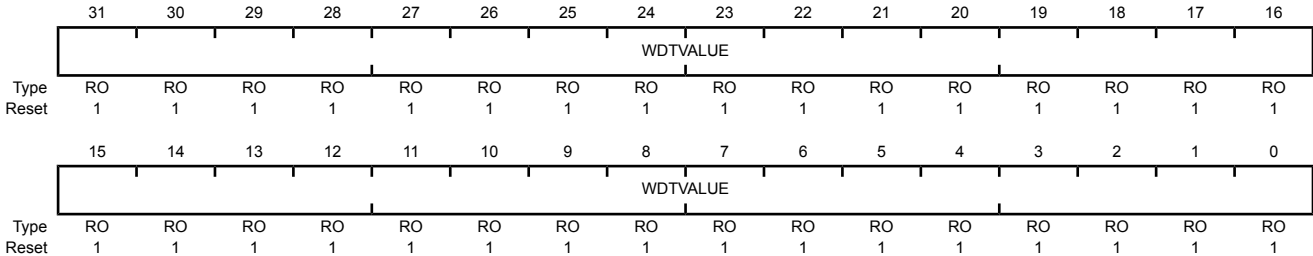 31 30 29 28 27 26 25 24 23 22 21 20 19 18 17 16
WDTVALUE
Type RO RO RO RO RO RO RO RO RO RO RO RO RO RO RO RO
Reset 1 1 1 1 1 1 1 1 1 1 1 1 1 1 1 1
15 14 13 12 11 10 9 8 7 6 5 4 3 2 1 0
WDTVALUE
Type RO RO RO RO RO RO RO RO RO RO RO RO RO RO RO RO
Reset 1 1 1 1 1 1 1 1 1 1 1 1 1 1 1 1